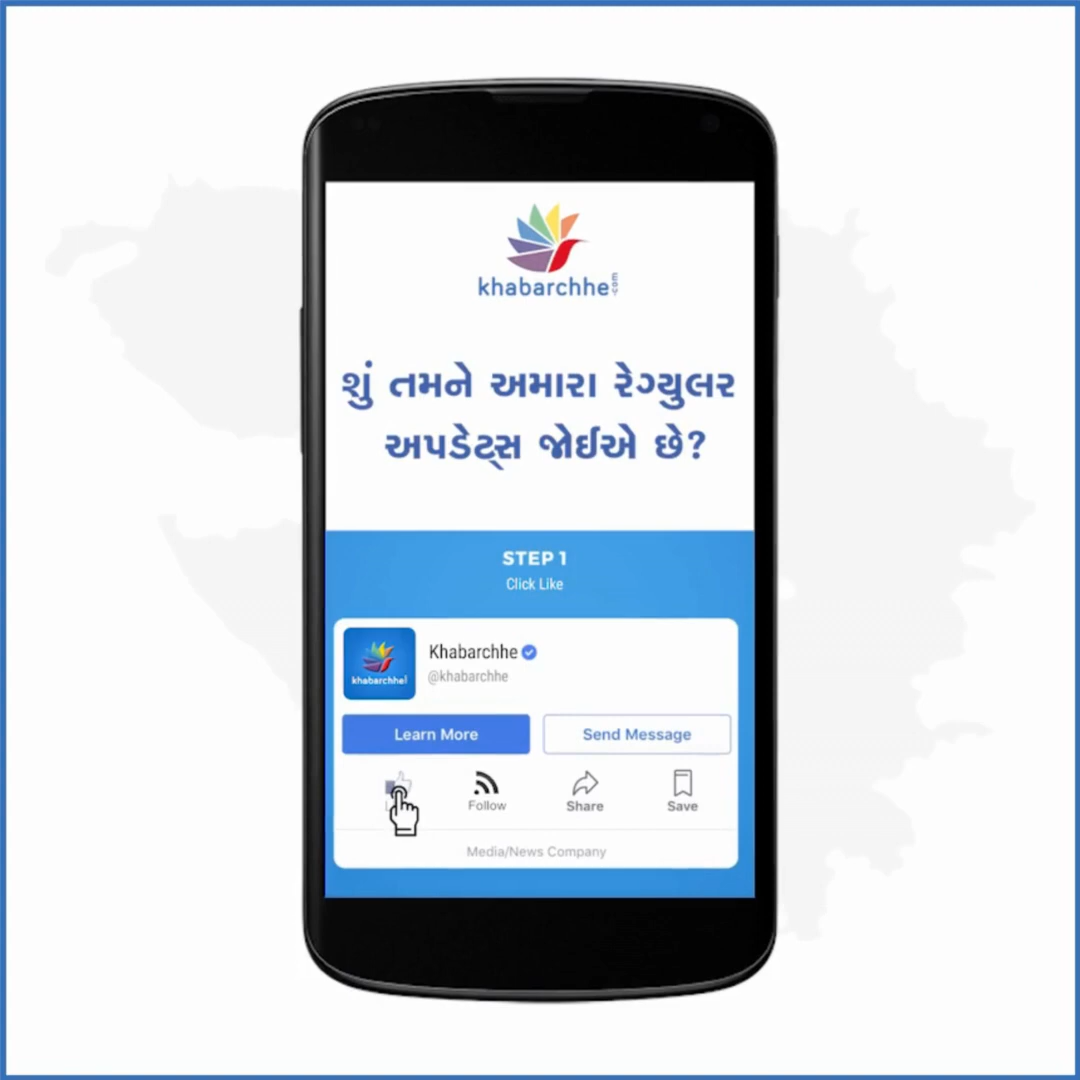 khabarchhe.com
શું તમને અમારા રેગ્યુલર
અપડેટ્સ જોઈએ છે?
STEP 1
Click Like
khabarchhe!
Khabarchhe
@khabarchhe
Learn More
Send Message
Follow
Share
Save
Media/News Company